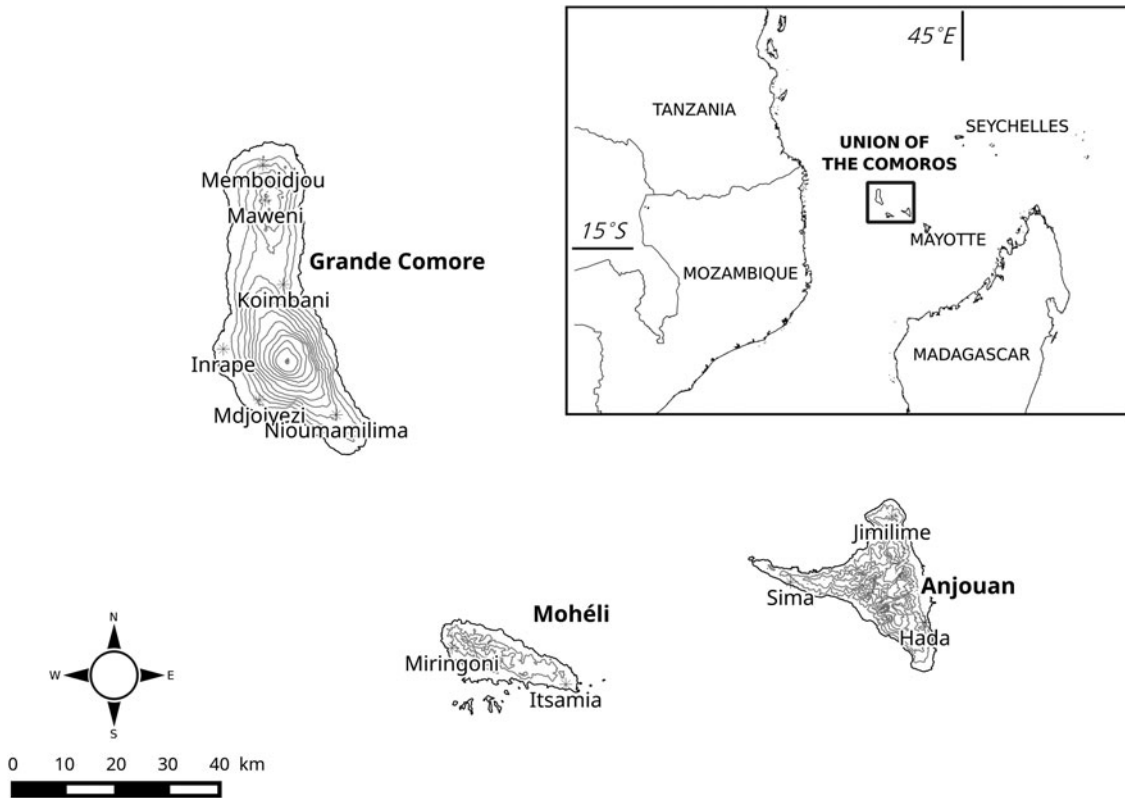 45°E
TANZANIA
SEYCHELLES
UNION OF
THE COMOROS
15°S
MAYOTTE
MOZAMBIQUE
MADAGASCAR
Memboidjou
Maweni
Grande Comore
Koimbani
Inrape
Mdjoiyezi
Nioumamilima
Jimilime
Sima
Anjouan
Hada
Mohéli
Miringoni
Itsamia
N
W
E
S
0 10 20 30 40 km